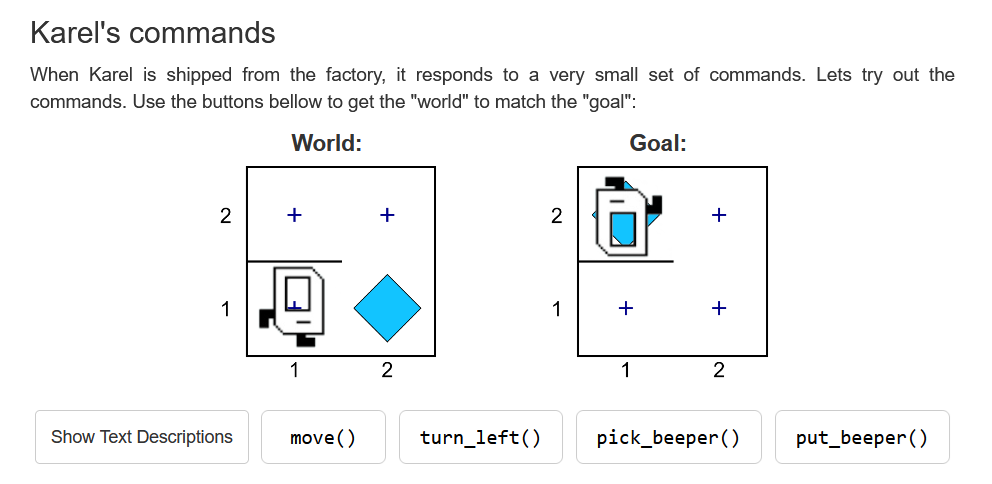 Karel's commands
When Karel is shipped from the factory, it responds to a very small set of commands. Lets try out the
commands. Use the buttons bellow to get the "world" to match the "goal":
World: Goal:
2 2
1 1
1 2 1 2
Show Text Descriptions move() turn_left() pick_beeper() put_beeper()